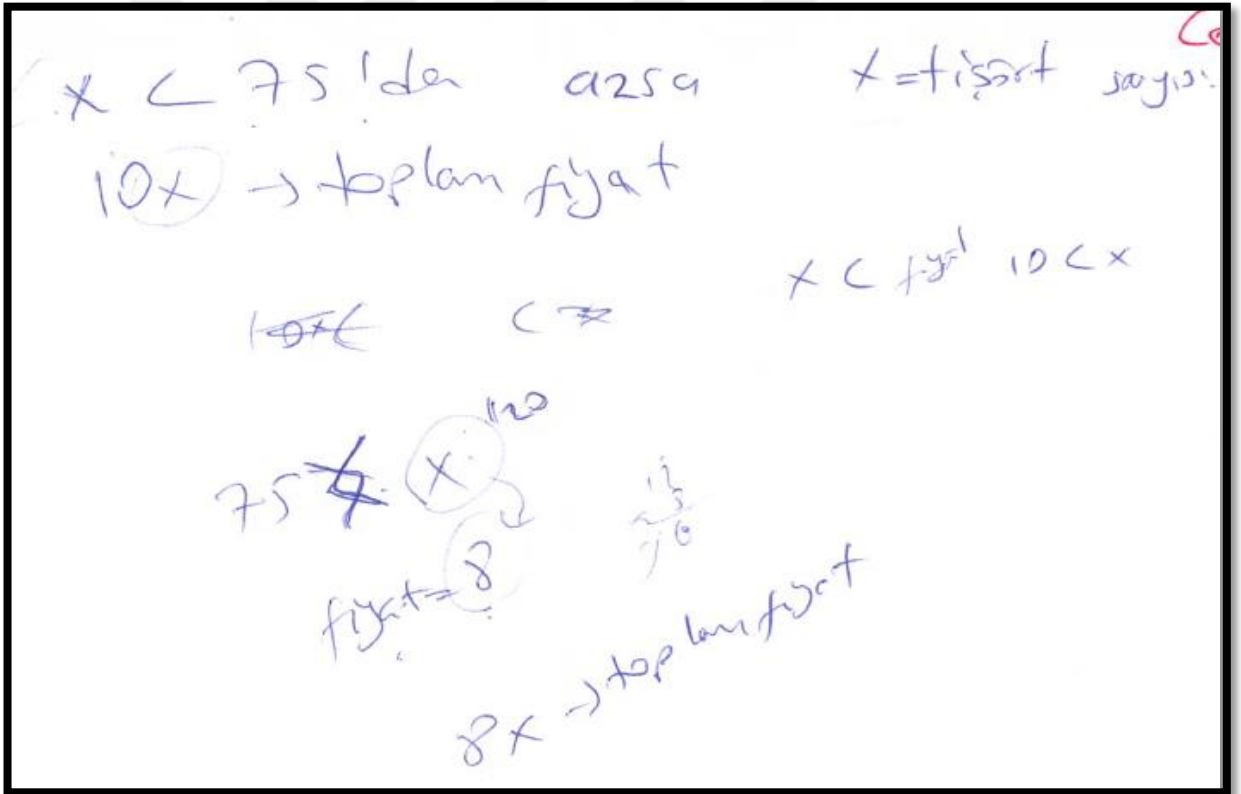 x < 75'den azsa x = tişört sayısı
10x → toplam fiyat
x < fiyat 10 < x
120
75 x
fiyat = 8
8x → toplam fiyat